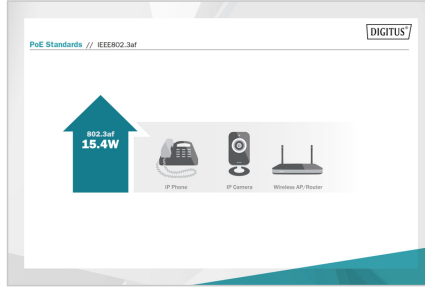 DIGITUS®
PoE Standards // IEEE802.3af
802.3af
15.4W
IP Phone
IP Camera
Wireless AP/Router